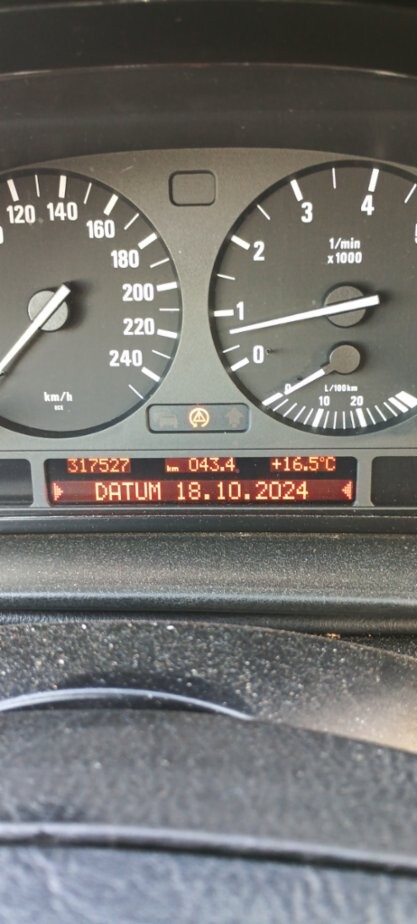 120 140 160 180 200 220 240
km/h
0 1 2 3 4
1/min
x1000
L/100km
0 10 20
317527 km 043.4 +16.5°C
DATUM 18.10.2024